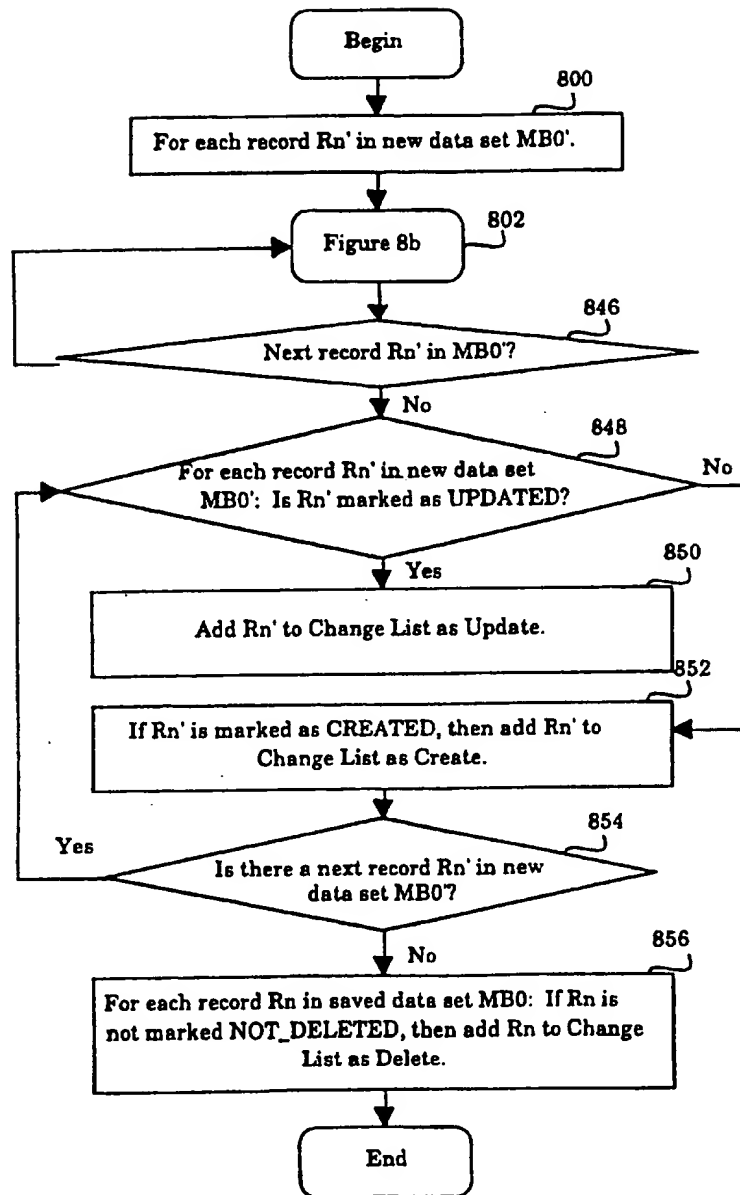 Begin
800
For each record Rn' in new data set MB0'.
Figure 8b
802
846
Next record Rn' in MB0'?
No
848
For each record Rn' in new data set
MB0': Is Rn' marked as UPDATED?
No
Yes
850
Add Rn' to Change List as Update.
852
If Rn' is marked as CREATED, then add Rn' to
Change List as Create.
854
Yes
Is there a next record Rn' in new
data set MB0'?
No
856
For each record Rn in saved data set MB0: If Rn is
not marked NOT_DELETED, then add Rn to Change
List as Delete.
End